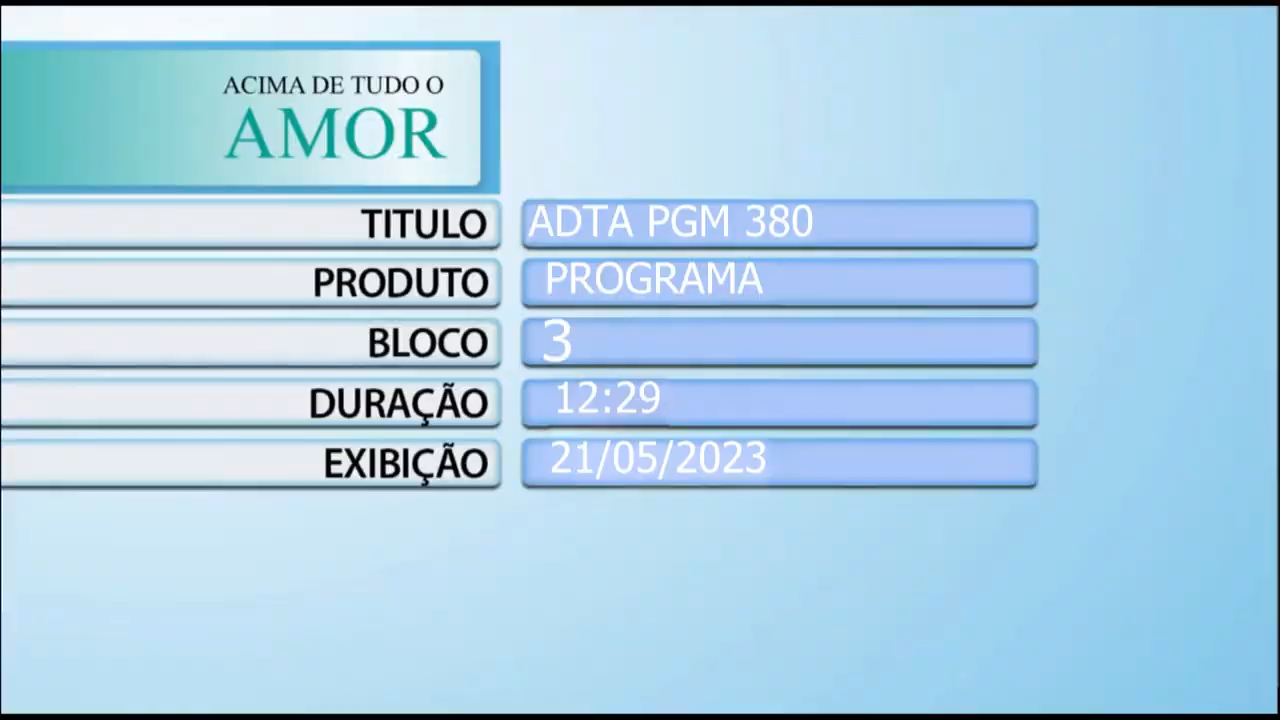 ACIMA DE TUDO O
AMOR
TITULO ADTA PGM 380
PRODUTO PROGRAMA
BLOCO 3
DURAÇÃO 12:29
EXIBIÇÃO 21/05/2023